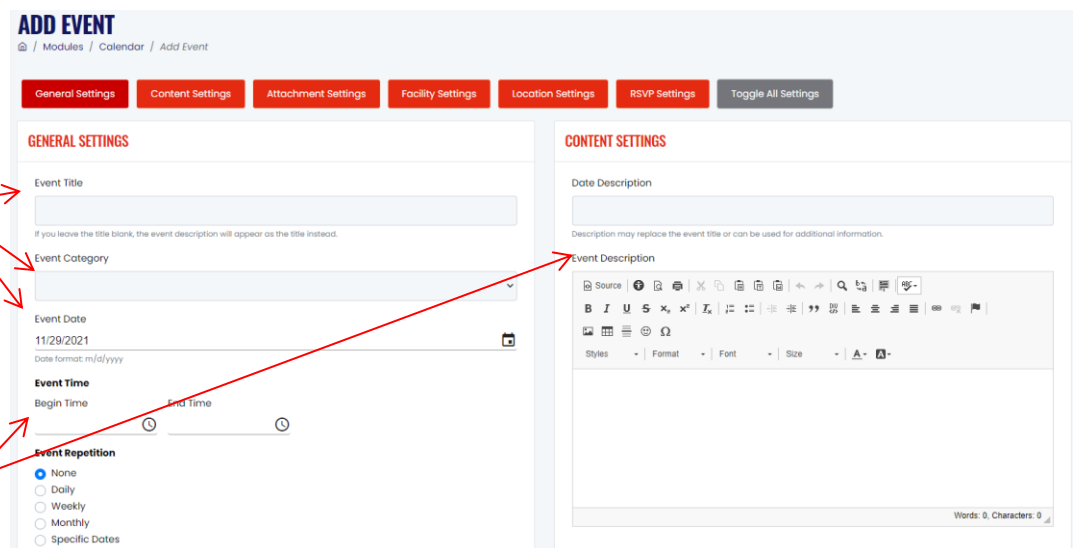 ADD EVENT
/ Modules / Calendar / Add Event
General Settings Content Settings Attachment Settings Facility Settings Location Settings RSVP Settings Toggle All Settings
GENERAL SETTINGS
Event Title
If you leave the title blank, the event description will appear as the title instead.
Event Category
Event Date
11/29/2021
Date format: m/d/yyyy
Event Time
Begin Time End Time
Event Repetition
None
Daily
Weekly
Monthly
Specific Dates
CONTENT SETTINGS
Date Description
Description may replace the event title or can be used for additional information.
Event Description
Source
Styles Format Font Size
Words: 0, Characters: 0